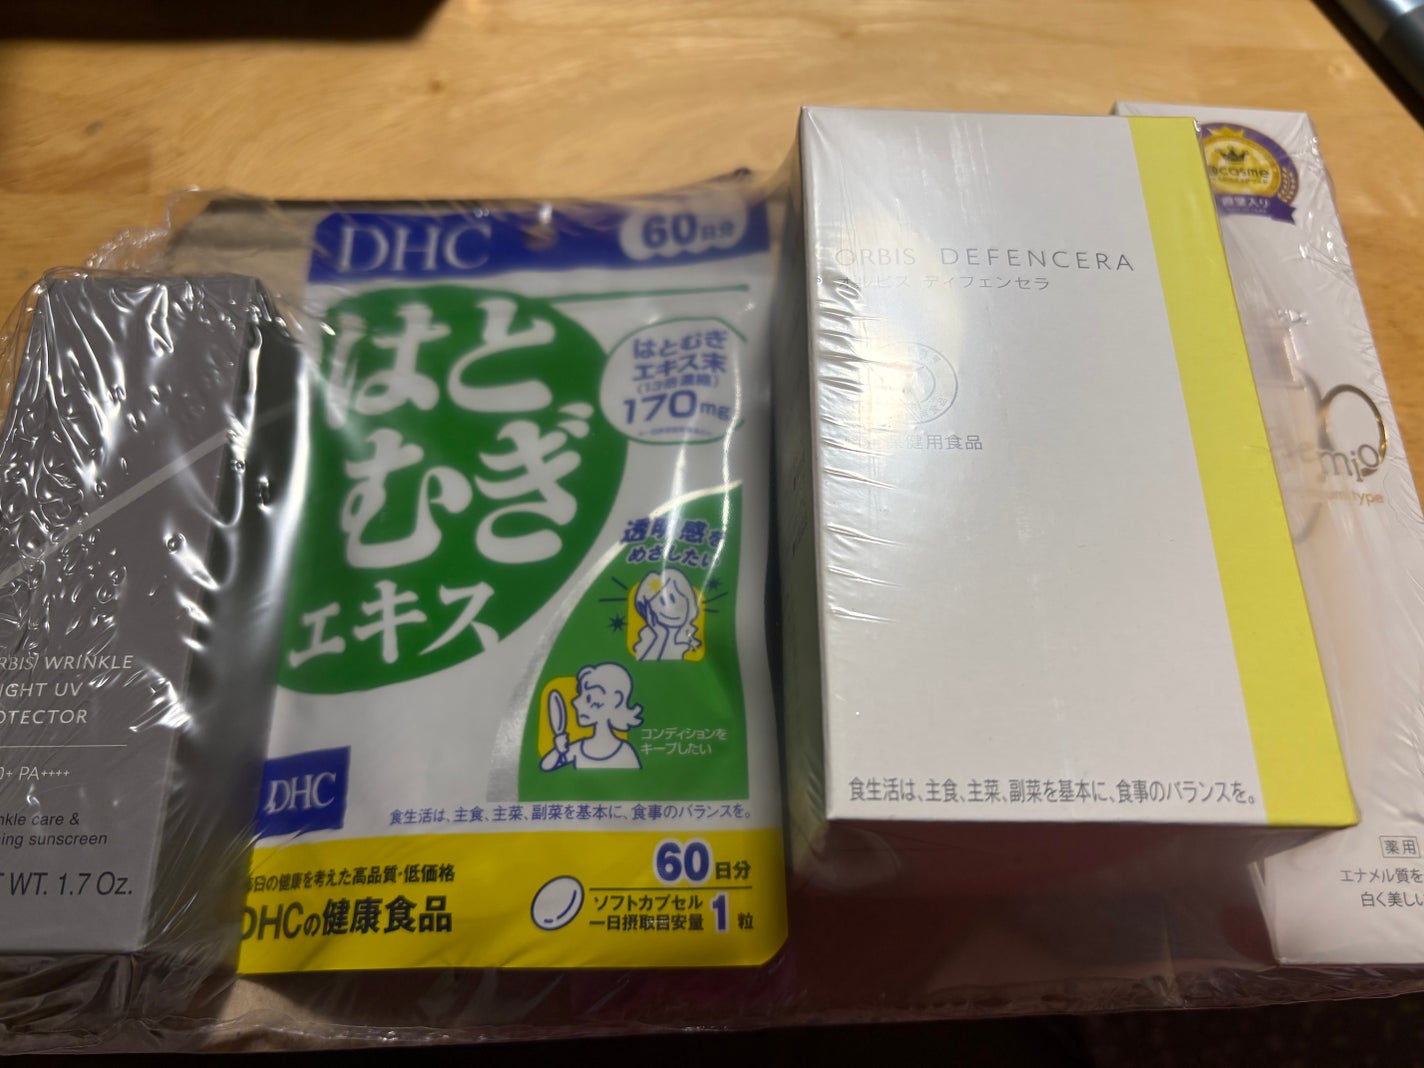 WRINKLE
UV
PA++++
care &
sunscreen
WT. 1.7 Oz.
DHC
60日分
はと
むぎ
エキス
はとむぎ
エキス末
(13倍濃縮)
170mg
透明感を
めざしたい
コンディションを
キープしたい
DHC
食生活は、主食、主菜、副菜を基本に、食事のバランスを。
の健康を考えた高品質・低価格
DHCの健康食品
60日分
ソフトカプセル
一日摂取目安量 1粒
ORBIS DEFENCERA
オルビス ディフェンセラ
保健用食品
食生活は、主食、主菜、副菜を基本に、食事のバランスを。
@cosme
殿堂入り
mio
type
薬用
エナメル質を
白く美し